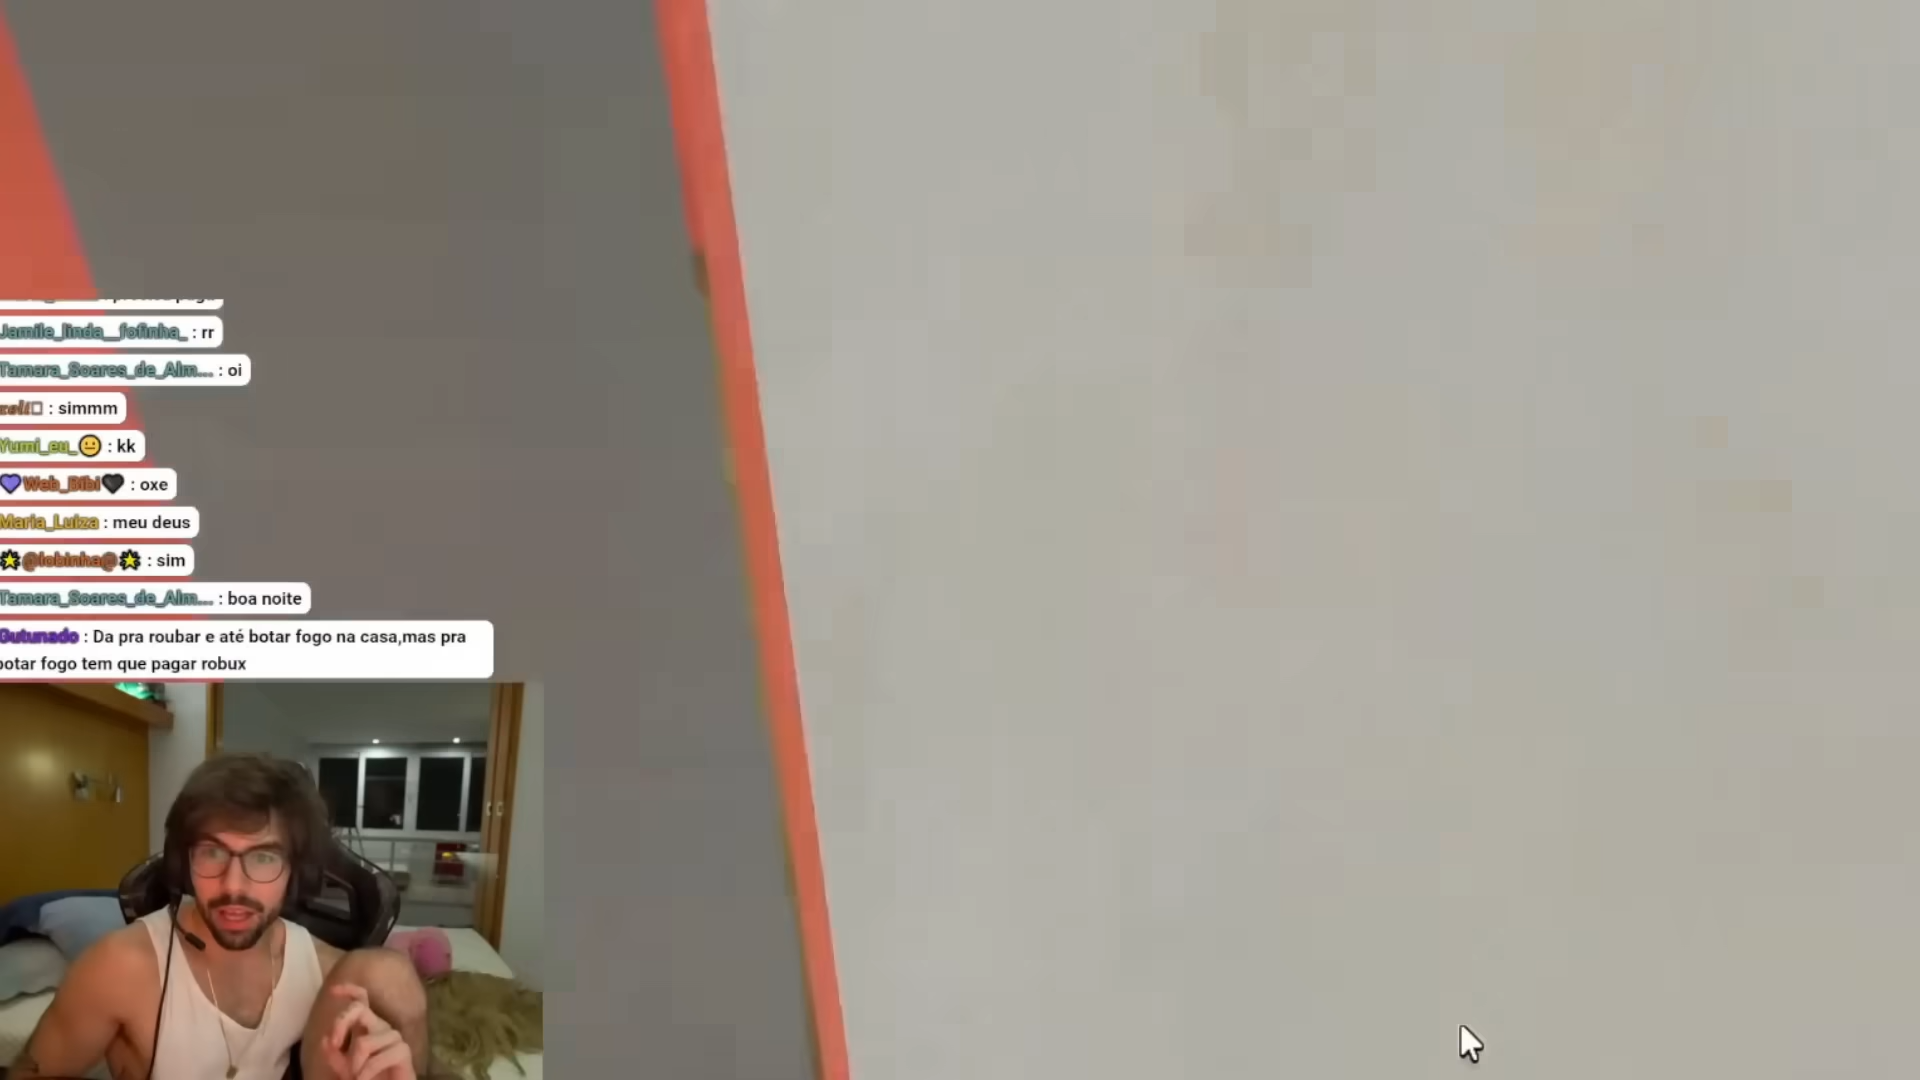 Jamile_linda__fofinha_ : rr
Tamara_Soares_de_Alm... : oi
: simmm
Yumi_eu_😐 : kk
💜Web_Bibi🖤 : oxe
Maria_Luiza : meu deus
🌟@lobinha@🌟 : sim
Tamara_Soares_de_Alm... : boa noite
Gutunado : Da pra roubar e até botar fogo na casa,mas pra
botar fogo tem que pagar robux